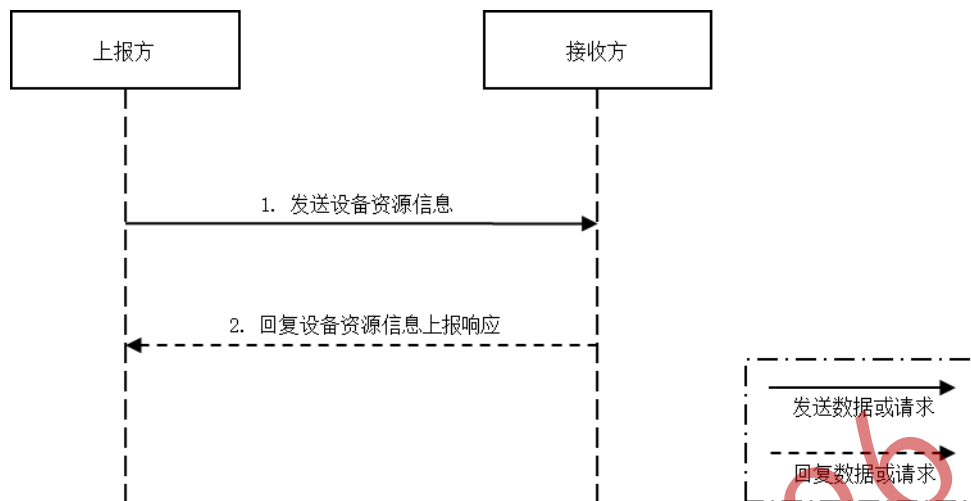 上报方
接收方
1. 发送设备资源信息
2. 回复设备资源信息上报响应
发送数据或请求
回复数据或请求